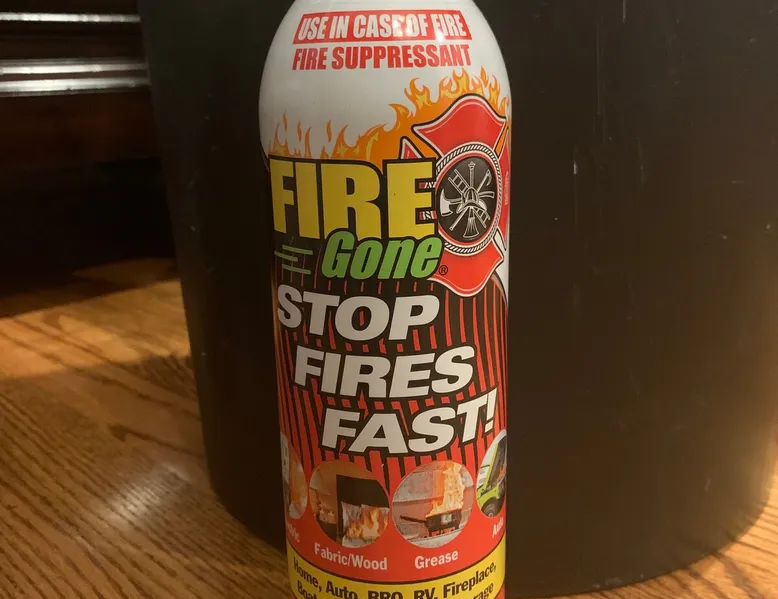 USE IN CASE OF FIRE
FIRE SUPPRESSANT
FIRE
Gone®
STOP
FIRES
FAST!
Fabric/Wood
Grease
Home, Auto, BBQ, RV, Fireplace,